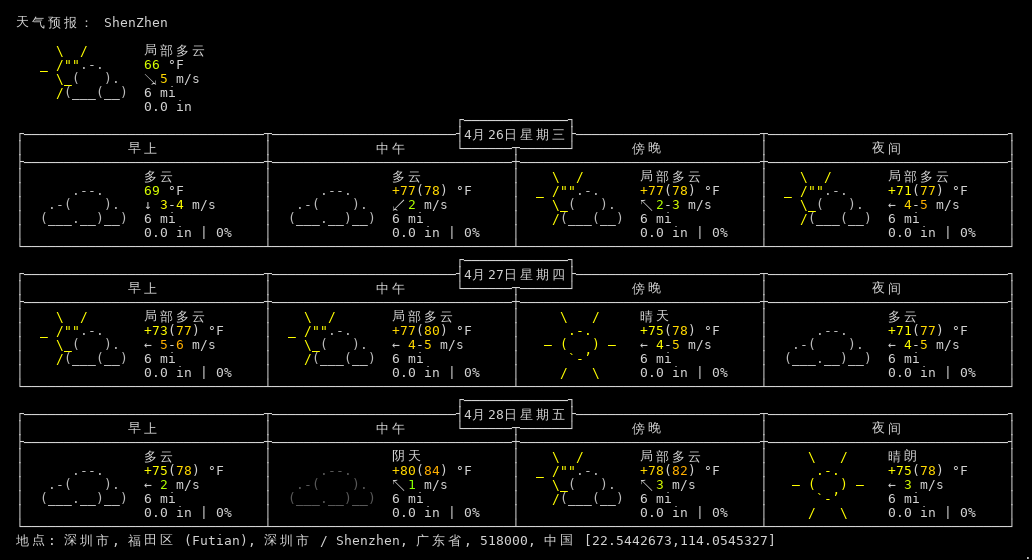 天气预报： ShenZhen
局部多云
66 °F
↘ 5 m/s
6 mi
0.0 in
4月26日星期三
早上 中午 傍晚 夜间
多云 多云 局部多云 局部多云
69 °F +77(78) °F +77(78) °F +71(77) °F
↓ 3-4 m/s ↙ 2 m/s ↖ 2-3 m/s ← 4-5 m/s
6 mi 6 mi 6 mi 6 mi
0.0 in | 0% 0.0 in | 0% 0.0 in | 0% 0.0 in | 0%
4月27日星期四
早上 中午 傍晚 夜间
局部多云 局部多云 晴天 多云
+73(77) °F +77(80) °F +75(78) °F +71(77) °F
← 5-6 m/s ← 4-5 m/s ← 4-5 m/s ← 4-5 m/s
6 mi 6 mi 6 mi 6 mi
0.0 in | 0% 0.0 in | 0% 0.0 in | 0% 0.0 in | 0%
4月28日星期五
早上 中午 傍晚 夜间
多云 阴天 局部多云 晴朗
+75(78) °F +80(84) °F +78(82) °F +75(78) °F
← 2 m/s ↖ 1 m/s ↖ 3 m/s ← 3 m/s
6 mi 6 mi 6 mi 6 mi
0.0 in | 0% 0.0 in | 0% 0.0 in | 0% 0.0 in | 0%
地点: 深圳市, 福田区 (Futian), 深圳市 / Shenzhen, 广东省, 518000, 中国 [22.5442673,114.0545327]